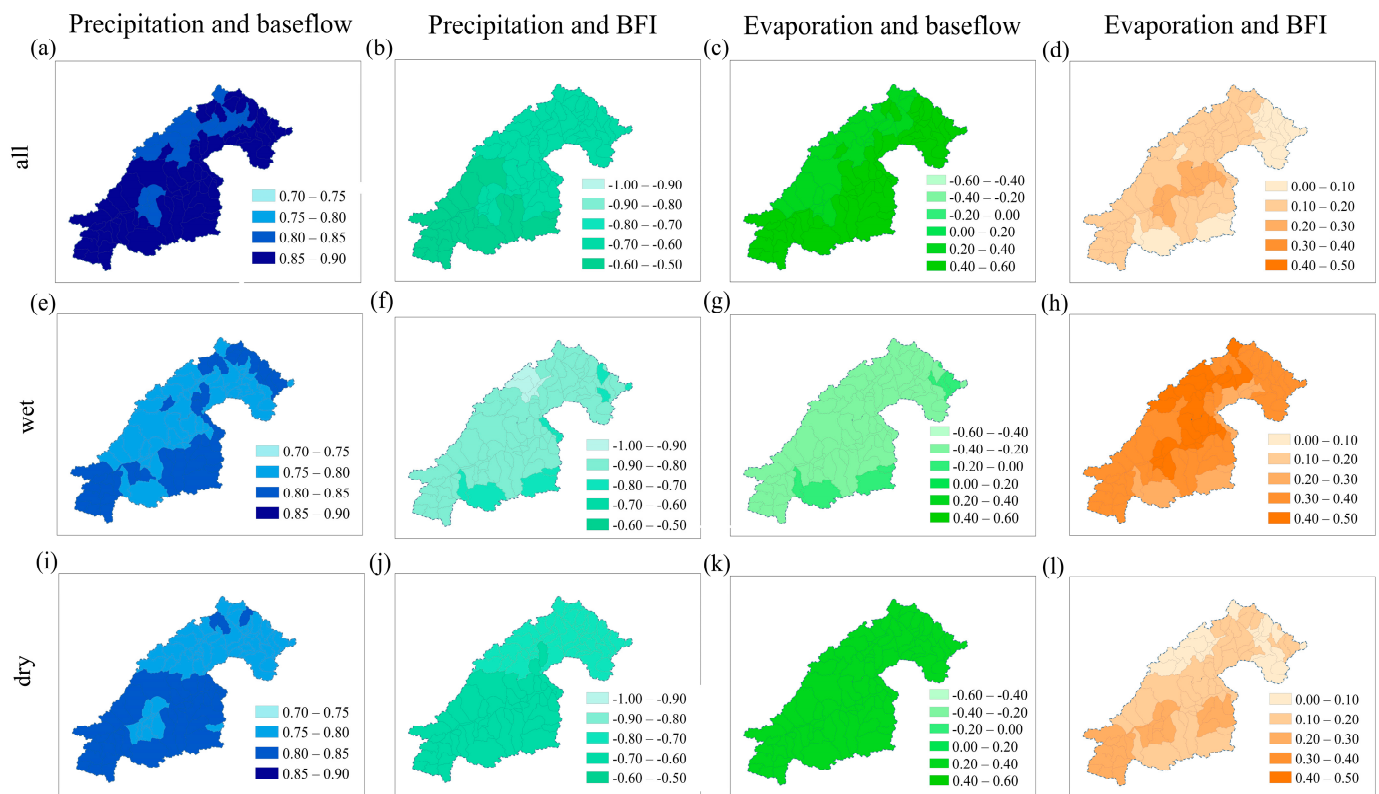 Precipitation and baseflow
Precipitation and BFI
Evaporation and baseflow
Evaporation and BFI
(a)
(b)
(c)
(d)
all
0.70 – 0.75
0.75 – 0.80
0.80 – 0.85
0.85 – 0.90
-1.00 – -0.90
-0.90 – -0.80
-0.80 – -0.70
-0.70 – -0.60
-0.60 – -0.50
-0.60 – -0.40
-0.40 – -0.20
-0.20 – 0.00
0.00 – 0.20
0.20 – 0.40
0.40 – 0.60
0.00 – 0.10
0.10 – 0.20
0.20 – 0.30
0.30 – 0.40
0.40 – 0.50
(e)
(f)
(g)
(h)
wet
0.70 – 0.75
0.75 – 0.80
0.80 – 0.85
0.85 – 0.90
-1.00 – -0.90
-0.90 – -0.80
-0.80 – -0.70
-0.70 – -0.60
-0.60 – -0.50
-0.60 – -0.40
-0.40 – -0.20
-0.20 – 0.00
0.00 – 0.20
0.20 – 0.40
0.40 – 0.60
0.00 – 0.10
0.10 – 0.20
0.20 – 0.30
0.30 – 0.40
0.40 – 0.50
(i)
(j)
(k)
(l)
dry
0.70 – 0.75
0.75 – 0.80
0.80 – 0.85
0.85 – 0.90
-1.00 – -0.90
-0.90 – -0.80
-0.80 – -0.70
-0.70 – -0.60
-0.60 – -0.50
-0.60 – -0.40
-0.40 – -0.20
-0.20 – 0.00
0.00 – 0.20
0.20 – 0.40
0.40 – 0.60
0.00 – 0.10
0.10 – 0.20
0.20 – 0.30
0.30 – 0.40
0.40 – 0.50